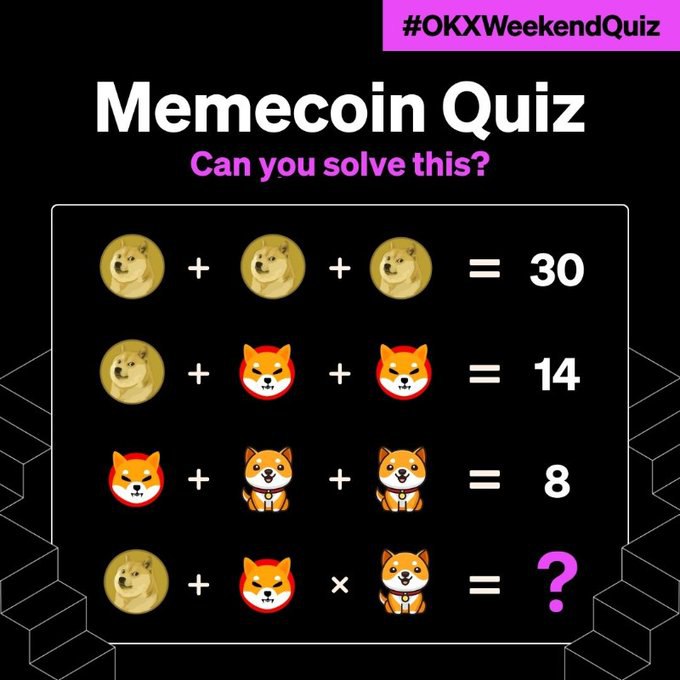 #OKXWeekendQuiz
Memecoin Quiz
Can you solve this?
+ + = 30
+ + = 14
+ + = 8
+ × = ?